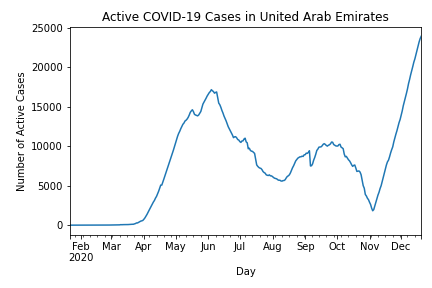 Active COVID-19 Cases in United Arab Emirates
Number of Active Cases
25000
20000
15000
10000
5000
0
Feb Mar Apr May Jun Jul Aug Sep Oct Nov Dec
2020
Day